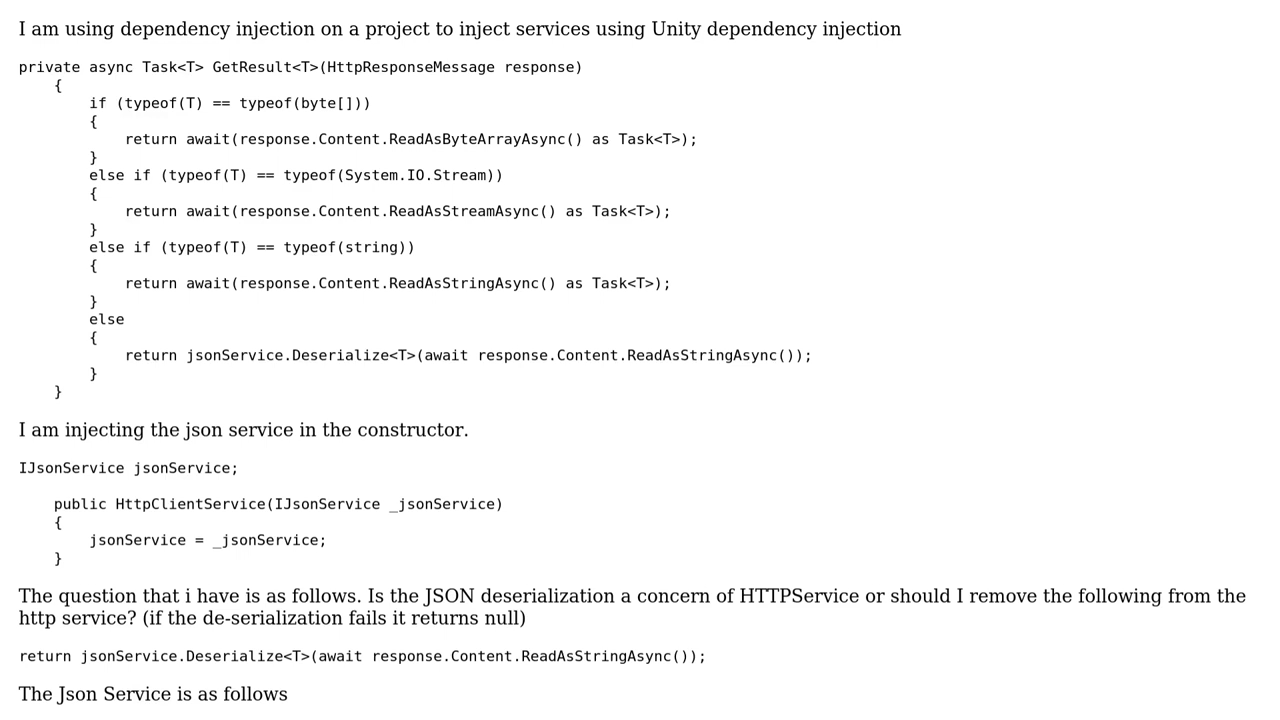 I am using dependency injection on a project to inject services using Unity dependency injection
private async Task<T> GetResult<T>(HttpResponseMessage response)
    {
        if (typeof(T) == typeof(byte[]))
        {
            return await(response.Content.ReadAsByteArrayAsync() as Task<T>);
        }
        else if (typeof(T) == typeof(System.IO.Stream))
        {
            return await(response.Content.ReadAsStreamAsync() as Task<T>);
        }
        else if (typeof(T) == typeof(string))
        {
            return await(response.Content.ReadAsStringAsync() as Task<T>);
        }
        else
        {
            return jsonService.Deserialize<T>(await response.Content.ReadAsStringAsync());
        }
    }
I am injecting the json service in the constructor.
IJsonService jsonService;
    public HttpClientService(IJsonService _jsonService)
    {
        jsonService = _jsonService;
    }
The question that i have is as follows. Is the JSON deserialization a concern of HTTPService or should I remove the following from the
http service? (if the de-serialization fails it returns null)
return jsonService.Deserialize<T>(await response.Content.ReadAsStringAsync());
The Json Service is as follows